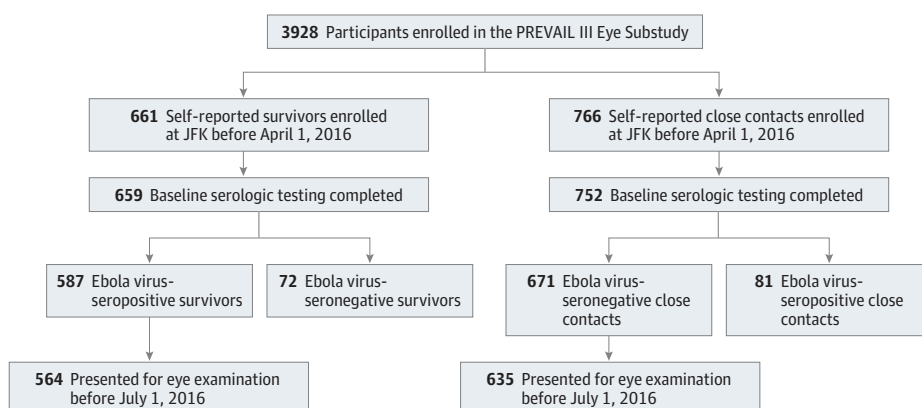 3928 Participants enrolled in the PREVAIL III Eye Substudy
661 Self-reported survivors enrolled
at JFK before April 1, 2016
766 Self-reported close contacts enrolled
at JFK before April 1, 2016
659 Baseline serologic testing completed
752 Baseline serologic testing completed
587 Ebola virus-
seropositive survivors
72 Ebola virus-
seronegative survivors
671 Ebola virus-
seronegative close
contacts
81 Ebola virus-
seropositive close
contacts
564 Presented for eye examination
before July 1, 2016
635 Presented for eye examination
before July 1, 2016